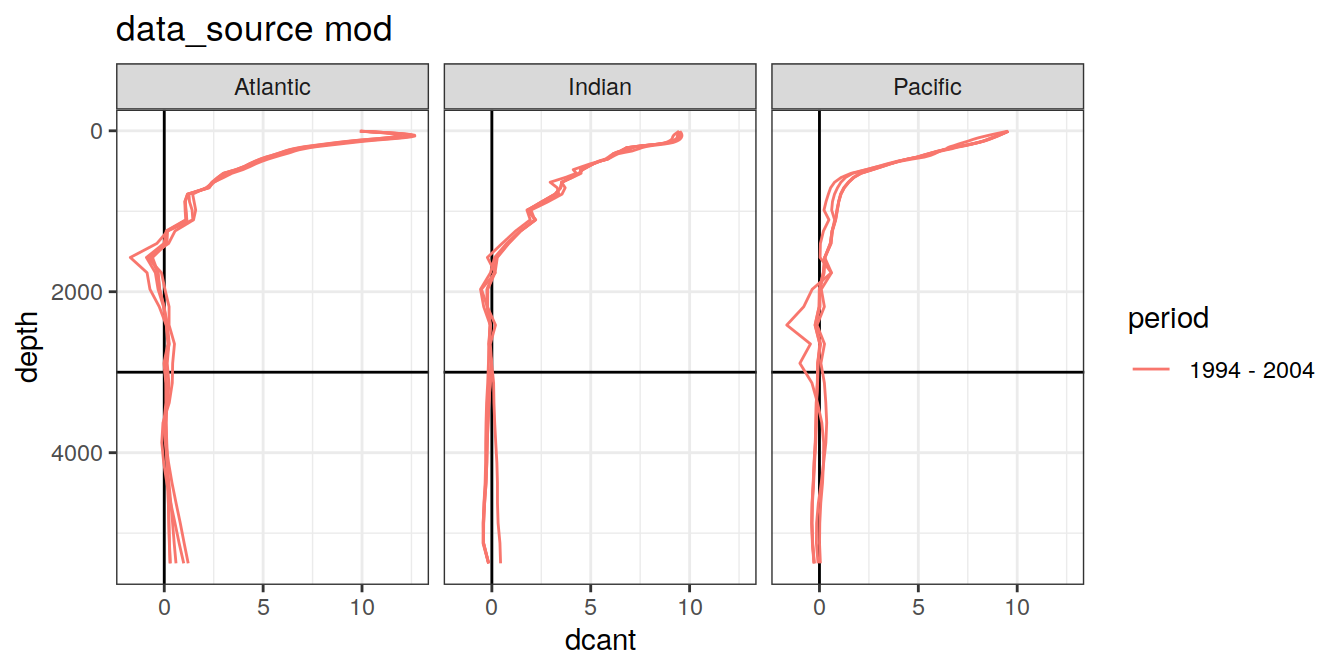 data_source mod
Atlantic Indian Pacific
0
2000
4000
depth
0 5 10 0 5 10 0 5 10
dcant
period
1994 - 2004